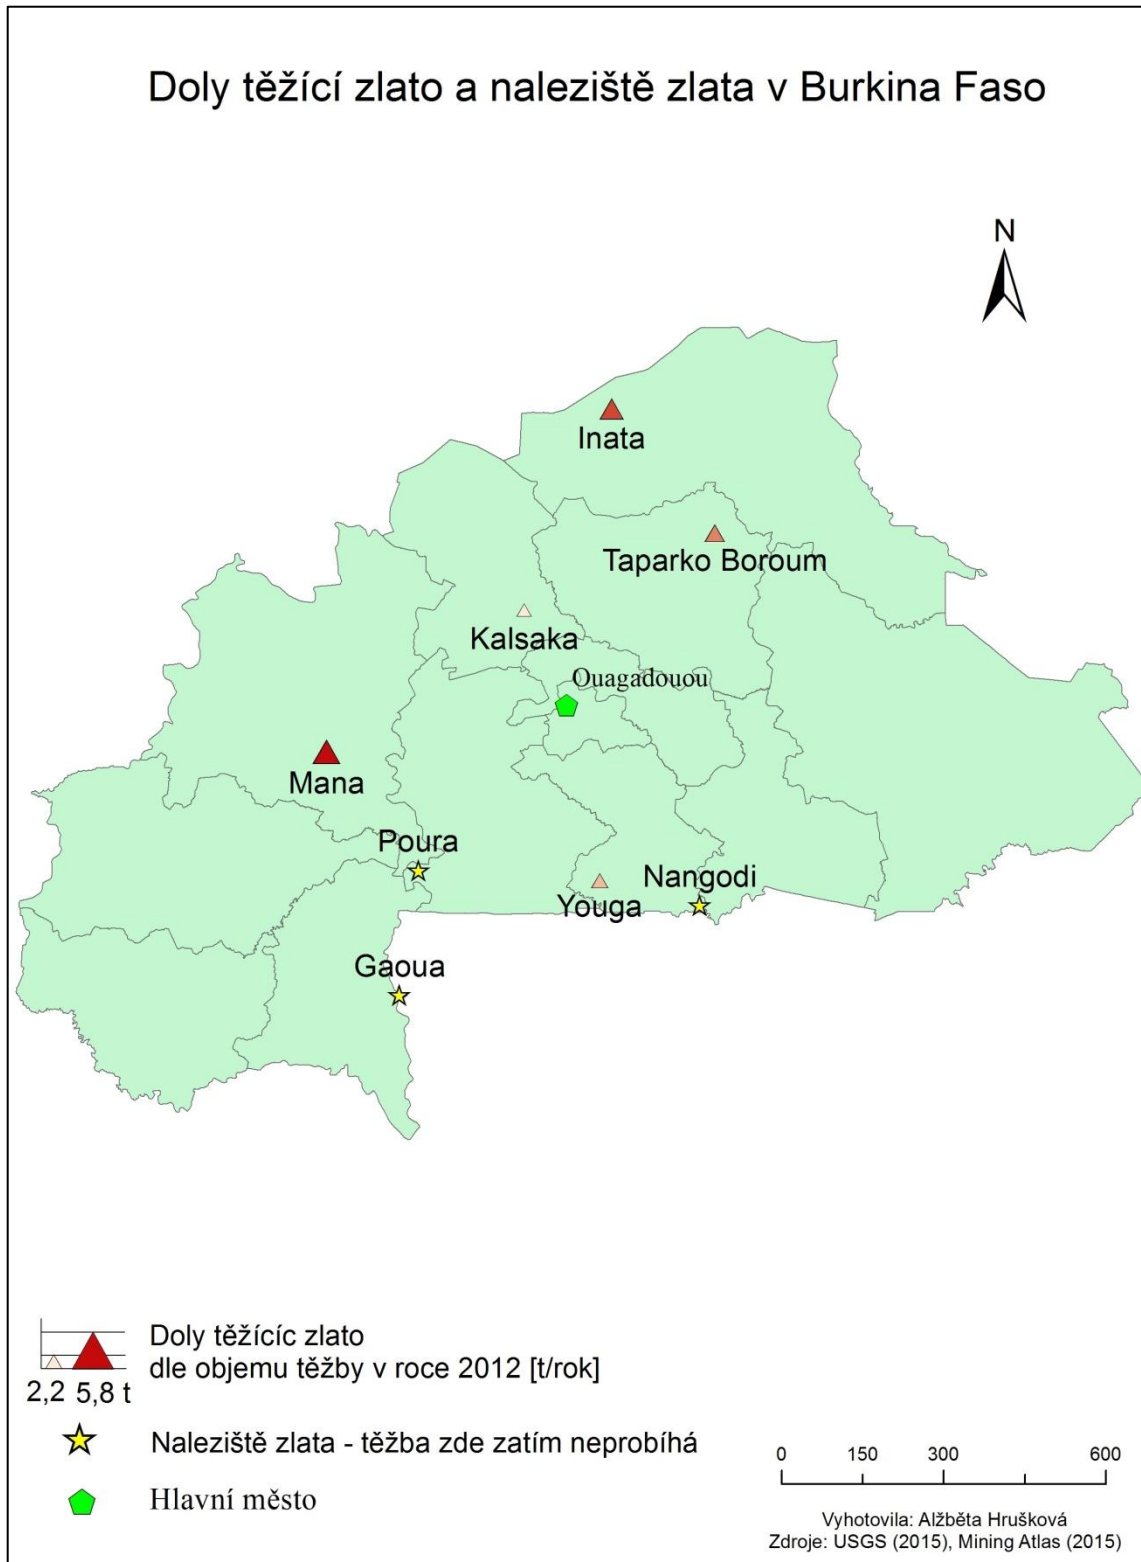 Doly těžící zlato a naleziště zlata v Burkina Faso
N
Inata
Taparko Boroum
Kalsaka
Ouagadouou
Mana
Poura
Nangodi
Youga
Gaoua
Doly těžícíc zlato
dle objemu těžby v roce 2012 [t/rok]
2,2 5,8 t
Naleziště zlata - těžba zde zatím neprobíhá
Hlavní město
0 150 300 600
Vyhotovila: Alžběta Hrušková
Zdroje: USGS (2015), Mining Atlas (2015)